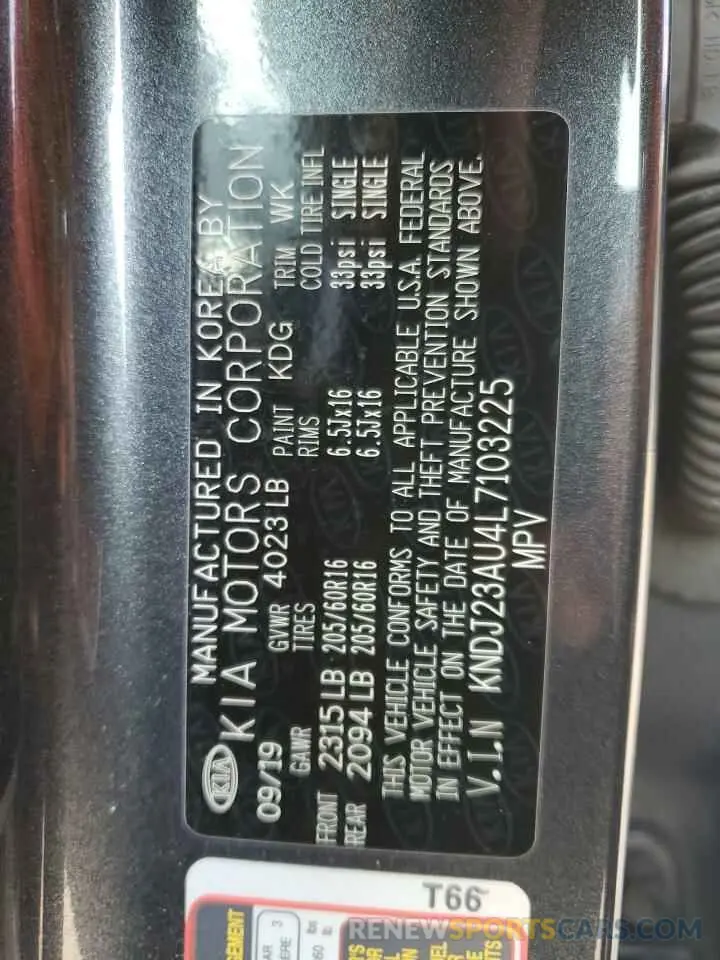 MANUFACTURED IN KOREA BY
KIA KIA MOTORS CORPORATION
09/19 GVWR 4023 LB PAINT KDG TRIM WK
GAWR TIRES RIMS COLD TIRE INFL
FRONT 2315 LB 205/60R16 6.5Jx16 33psi SINGLE
REAR 2094 LB 205/60R16 6.5Jx16 33psi SINGLE
THIS VEHICLE CONFORMS TO ALL APPLICABLE U.S.A. FEDERAL
MOTOR VEHICLE SAFETY AND THEFT PREVENTION STANDARDS
IN EFFECT ON THE DATE OF MANUFACTURE SHOWN ABOVE.
V.I.N KNDJ23AU4L7103225
MPV
T66
RENEWSPORTSCARS.COM